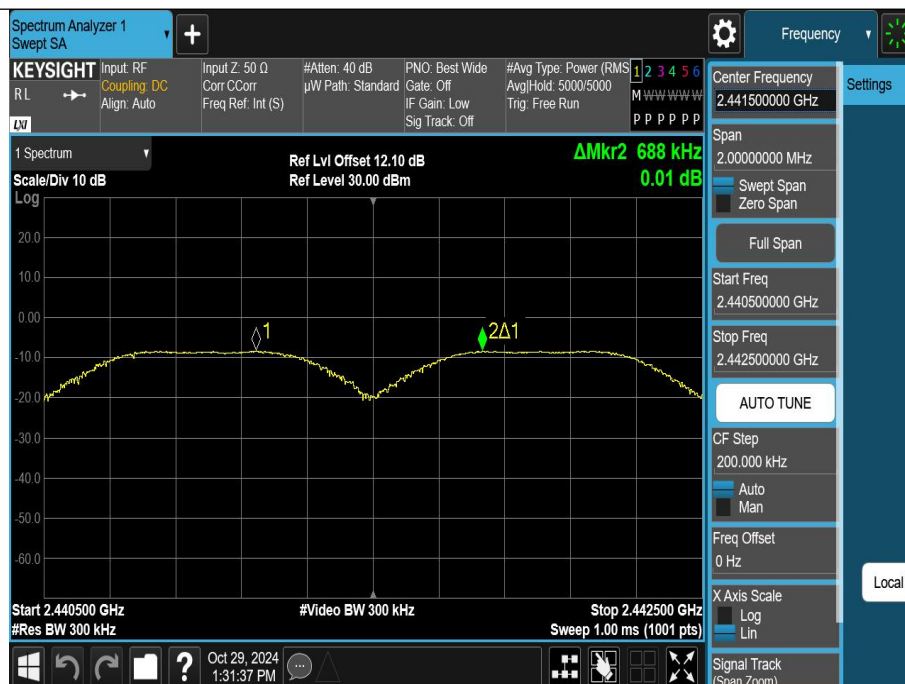 Spectrum Analyzer 1
Swept SA
+
Frequency
KEYSIGHT
RL
LXI
Input: RF
Coupling: DC
Align: Auto
Input Z: 50 Ω
Corr CCorr
Freq Ref: Int (S)
#Atten: 40 dB
µW Path: Standard
PNO: Best Wide
Gate: Off
IF Gain: Low
Sig Track: Off
#Avg Type: Power (RMS
Avg|Hold: 5000/5000
Trig: Free Run
1 2 3 4 5 6
M W W W W W
P P P P P P
1 Spectrum
Scale/Div 10 dB
Log
Ref Lvl Offset 12.10 dB
Ref Level 30.00 dBm
ΔMkr2 688 kHz
0.01 dB
20.0
10.0
0.00
-10.0
-20.0
-30.0
-40.0
-50.0
-60.0
1
2Δ1
Start 2.440500 GHz
#Res BW 300 kHz
#Video BW 300 kHz
Stop 2.442500 GHz
Sweep 1.00 ms (1001 pts)
?
Oct 29, 2024
1:31:37 PM
Center Frequency
2.441500000 GHz
Settings
Span
2.00000000 MHz
Swept Span
Zero Span
Full Span
Start Freq
2.440500000 GHz
Stop Freq
2.442500000 GHz
AUTO TUNE
CF Step
200.000 kHz
Auto
Man
Freq Offset
0 Hz
Local
X Axis Scale
Log
Lin
Signal Track
(Span Zoom)